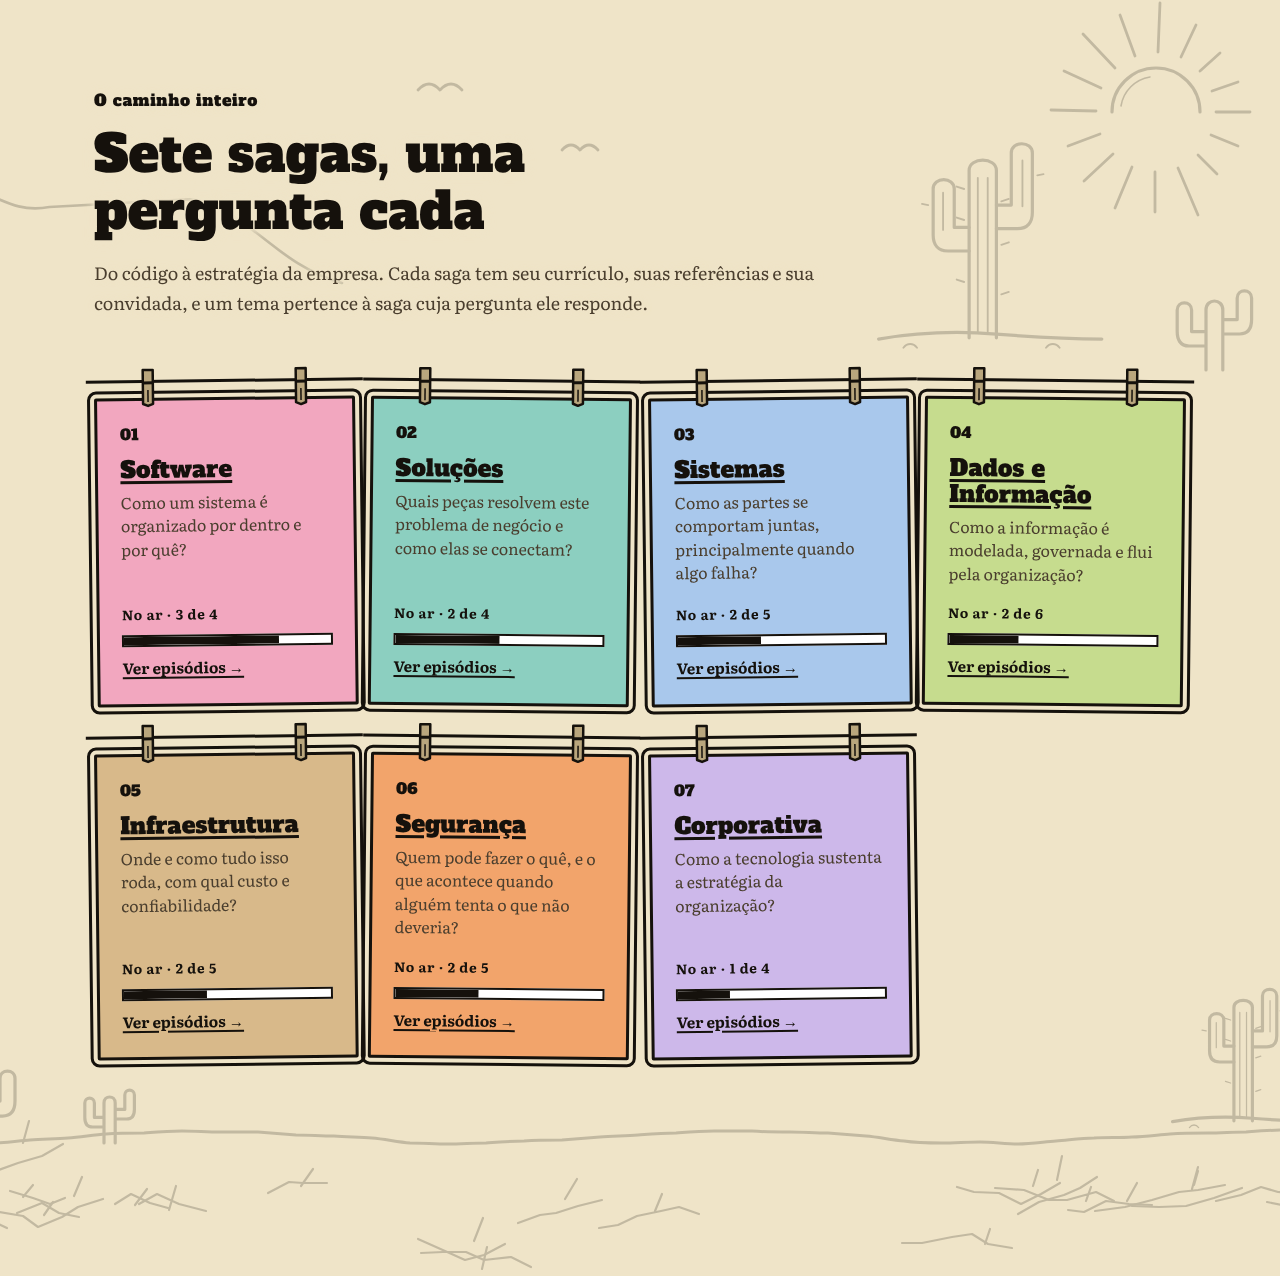 O caminho inteiro
Sete sagas, uma
pergunta cada
Do código à estratégia da empresa. Cada saga tem seu currículo, suas referências e sua
convidada, e um tema pertence à saga cuja pergunta ele responde.
01
Software
Como um sistema é
organizado por dentro e
por quê?
No ar · 3 de 4
Ver episódios →
02
Soluções
Quais peças resolvem este
problema de negócio e
como elas se conectam?
No ar · 2 de 4
Ver episódios →
03
Sistemas
Como as partes se
comportam juntas,
principalmente quando
algo falha?
No ar · 2 de 5
Ver episódios →
04
Dados e
Informação
Como a informação é
modelada, governada e flui
pela organização?
No ar · 2 de 6
Ver episódios →
05
Infraestrutura
Onde e como tudo isso
roda, com qual custo e
confiabilidade?
No ar · 2 de 5
Ver episódios →
06
Segurança
Quem pode fazer o quê, e o
que acontece quando
alguém tenta o que não
deveria?
No ar · 2 de 5
Ver episódios →
07
Corporativa
Como a tecnologia sustenta
a estratégia da
organização?
No ar · 1 de 4
Ver episódios →